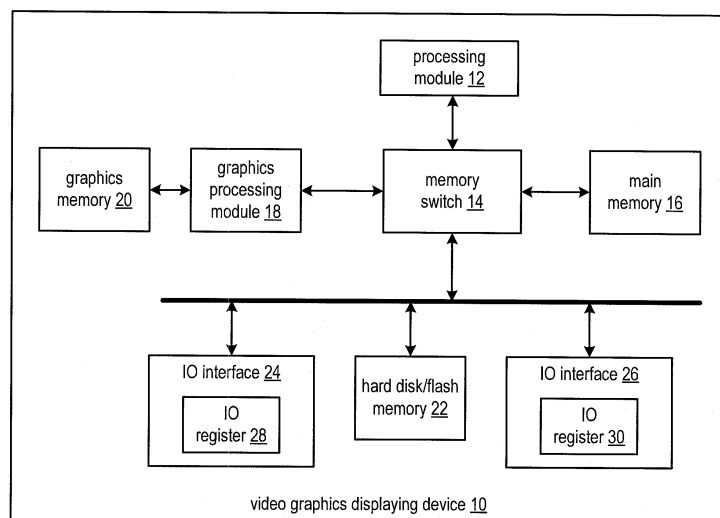 processing
module 12
graphics
memory 20
graphics
processing
module 18
memory
switch 14
main
memory 16
IO interface 24
IO
register 28
hard disk/flash
memory 22
IO interface 26
IO
register 30
video graphics displaying device 10